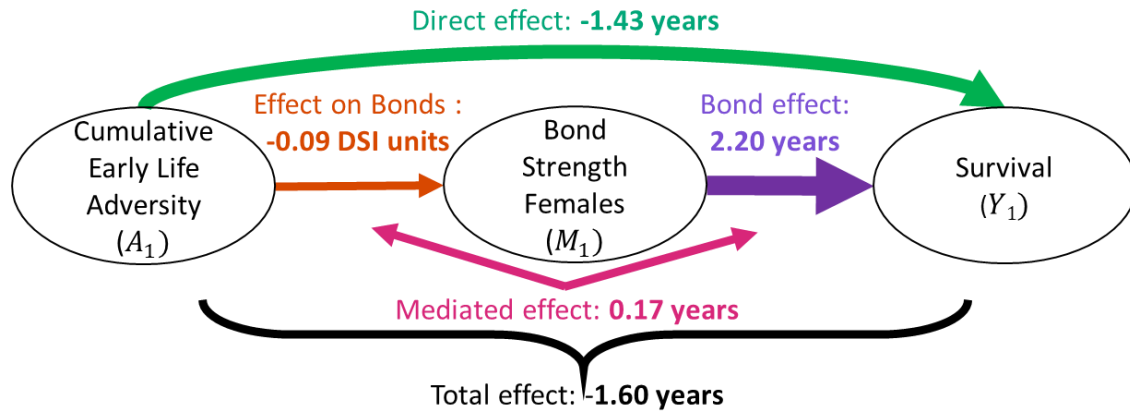 Direct effect: -1.43 years
Effect on Bonds :
-0.09 DSI units
Bond effect:
2.20 years
Cumulative
Early Life
Adversity
(A₁)
Bond
Strength
Females
(M₁)
Survival
(Y₁)
Mediated effect: 0.17 years
Total effect: -1.60 years